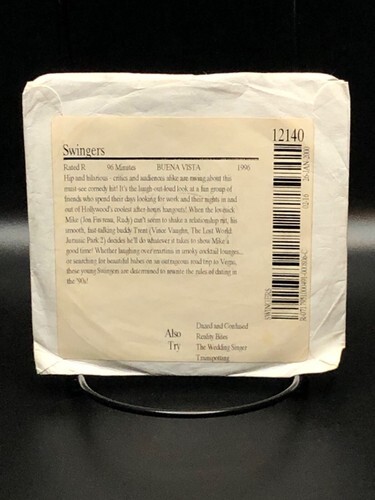 12140
Swingers
Rated R 96 Minutes BUENA VISTA 1996
Hip and hilarious - critics and audiences alike are swing about this
must-see comedy hit! It's the laugh-out-loud look at a fun group of
friends who spend their days looking for work and their nights in and
out of Hollywood's coolest after-hours hangouts! When the lovesick
Mike (Jon Favreau, Rudy) can't seem to shake a relationship rut, his
smooth, fast-talking buddy Trent (Vince Vaughn, The Lost World:
Jurassic Park 2) decides he'll do whatever it takes to show Mike a
good time! Whether laughing over martinis in smoky cocktail lounges...
or searching for beautiful babes on an outrageous road trip to Vegas,
these young Swingers are determined to rewrite the rules of dating in
the '90s!
Also
Try
Dazed and Confused
Reality Bites
The Wedding Singer
Trainspotting
SWINGERS